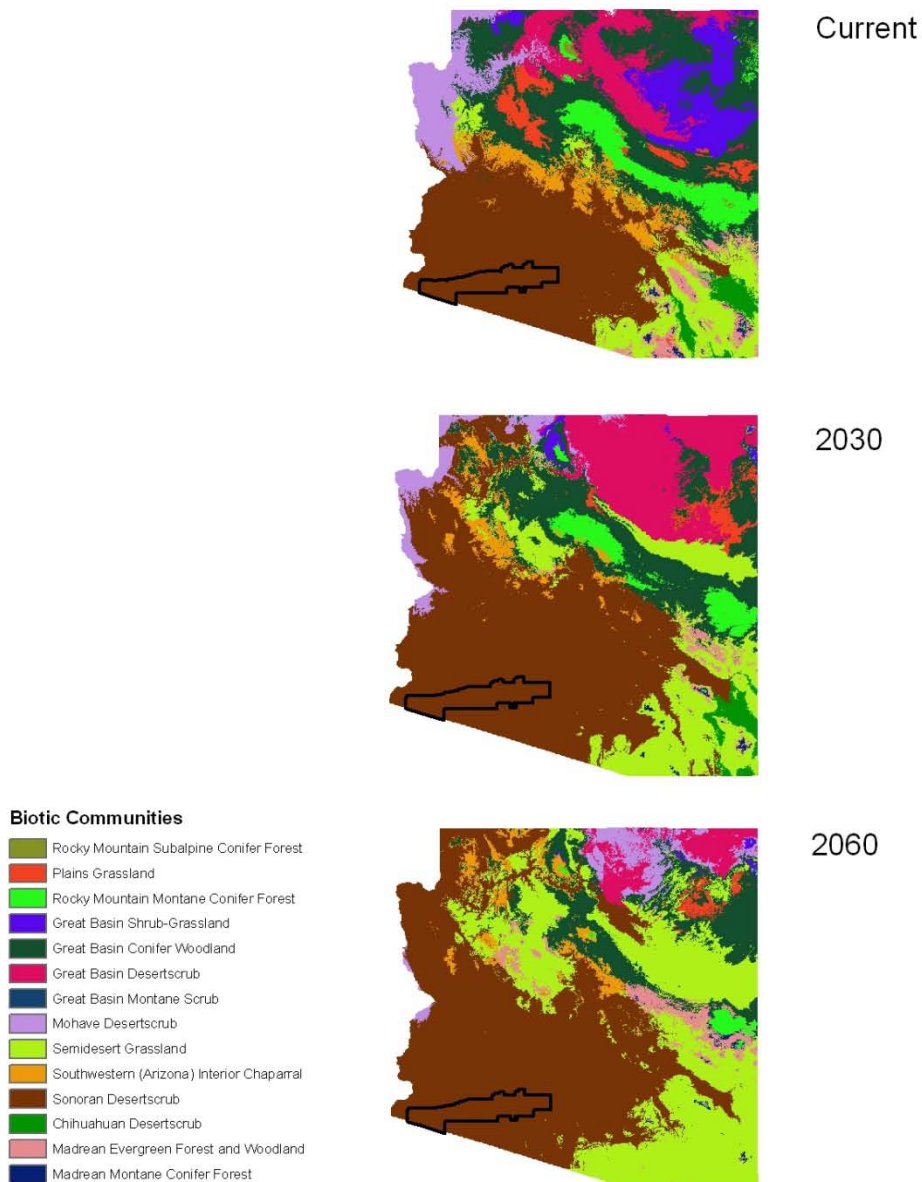 Current
2030
2060
Biotic Communities
Rocky Mountain Subalpine Conifer Forest
Plains Grassland
Rocky Mountain Montane Conifer Forest
Great Basin Shrub-Grassland
Great Basin Conifer Woodland
Great Basin Desertscrub
Great Basin Montane Scrub
Mohave Desertscrub
Semidesert Grassland
Southwestern (Arizona) Interior Chaparral
Sonoran Desertscrub
Chihuahuan Desertscrub
Madrean Evergreen Forest and Woodland
Madrean Montane Conifer Forest